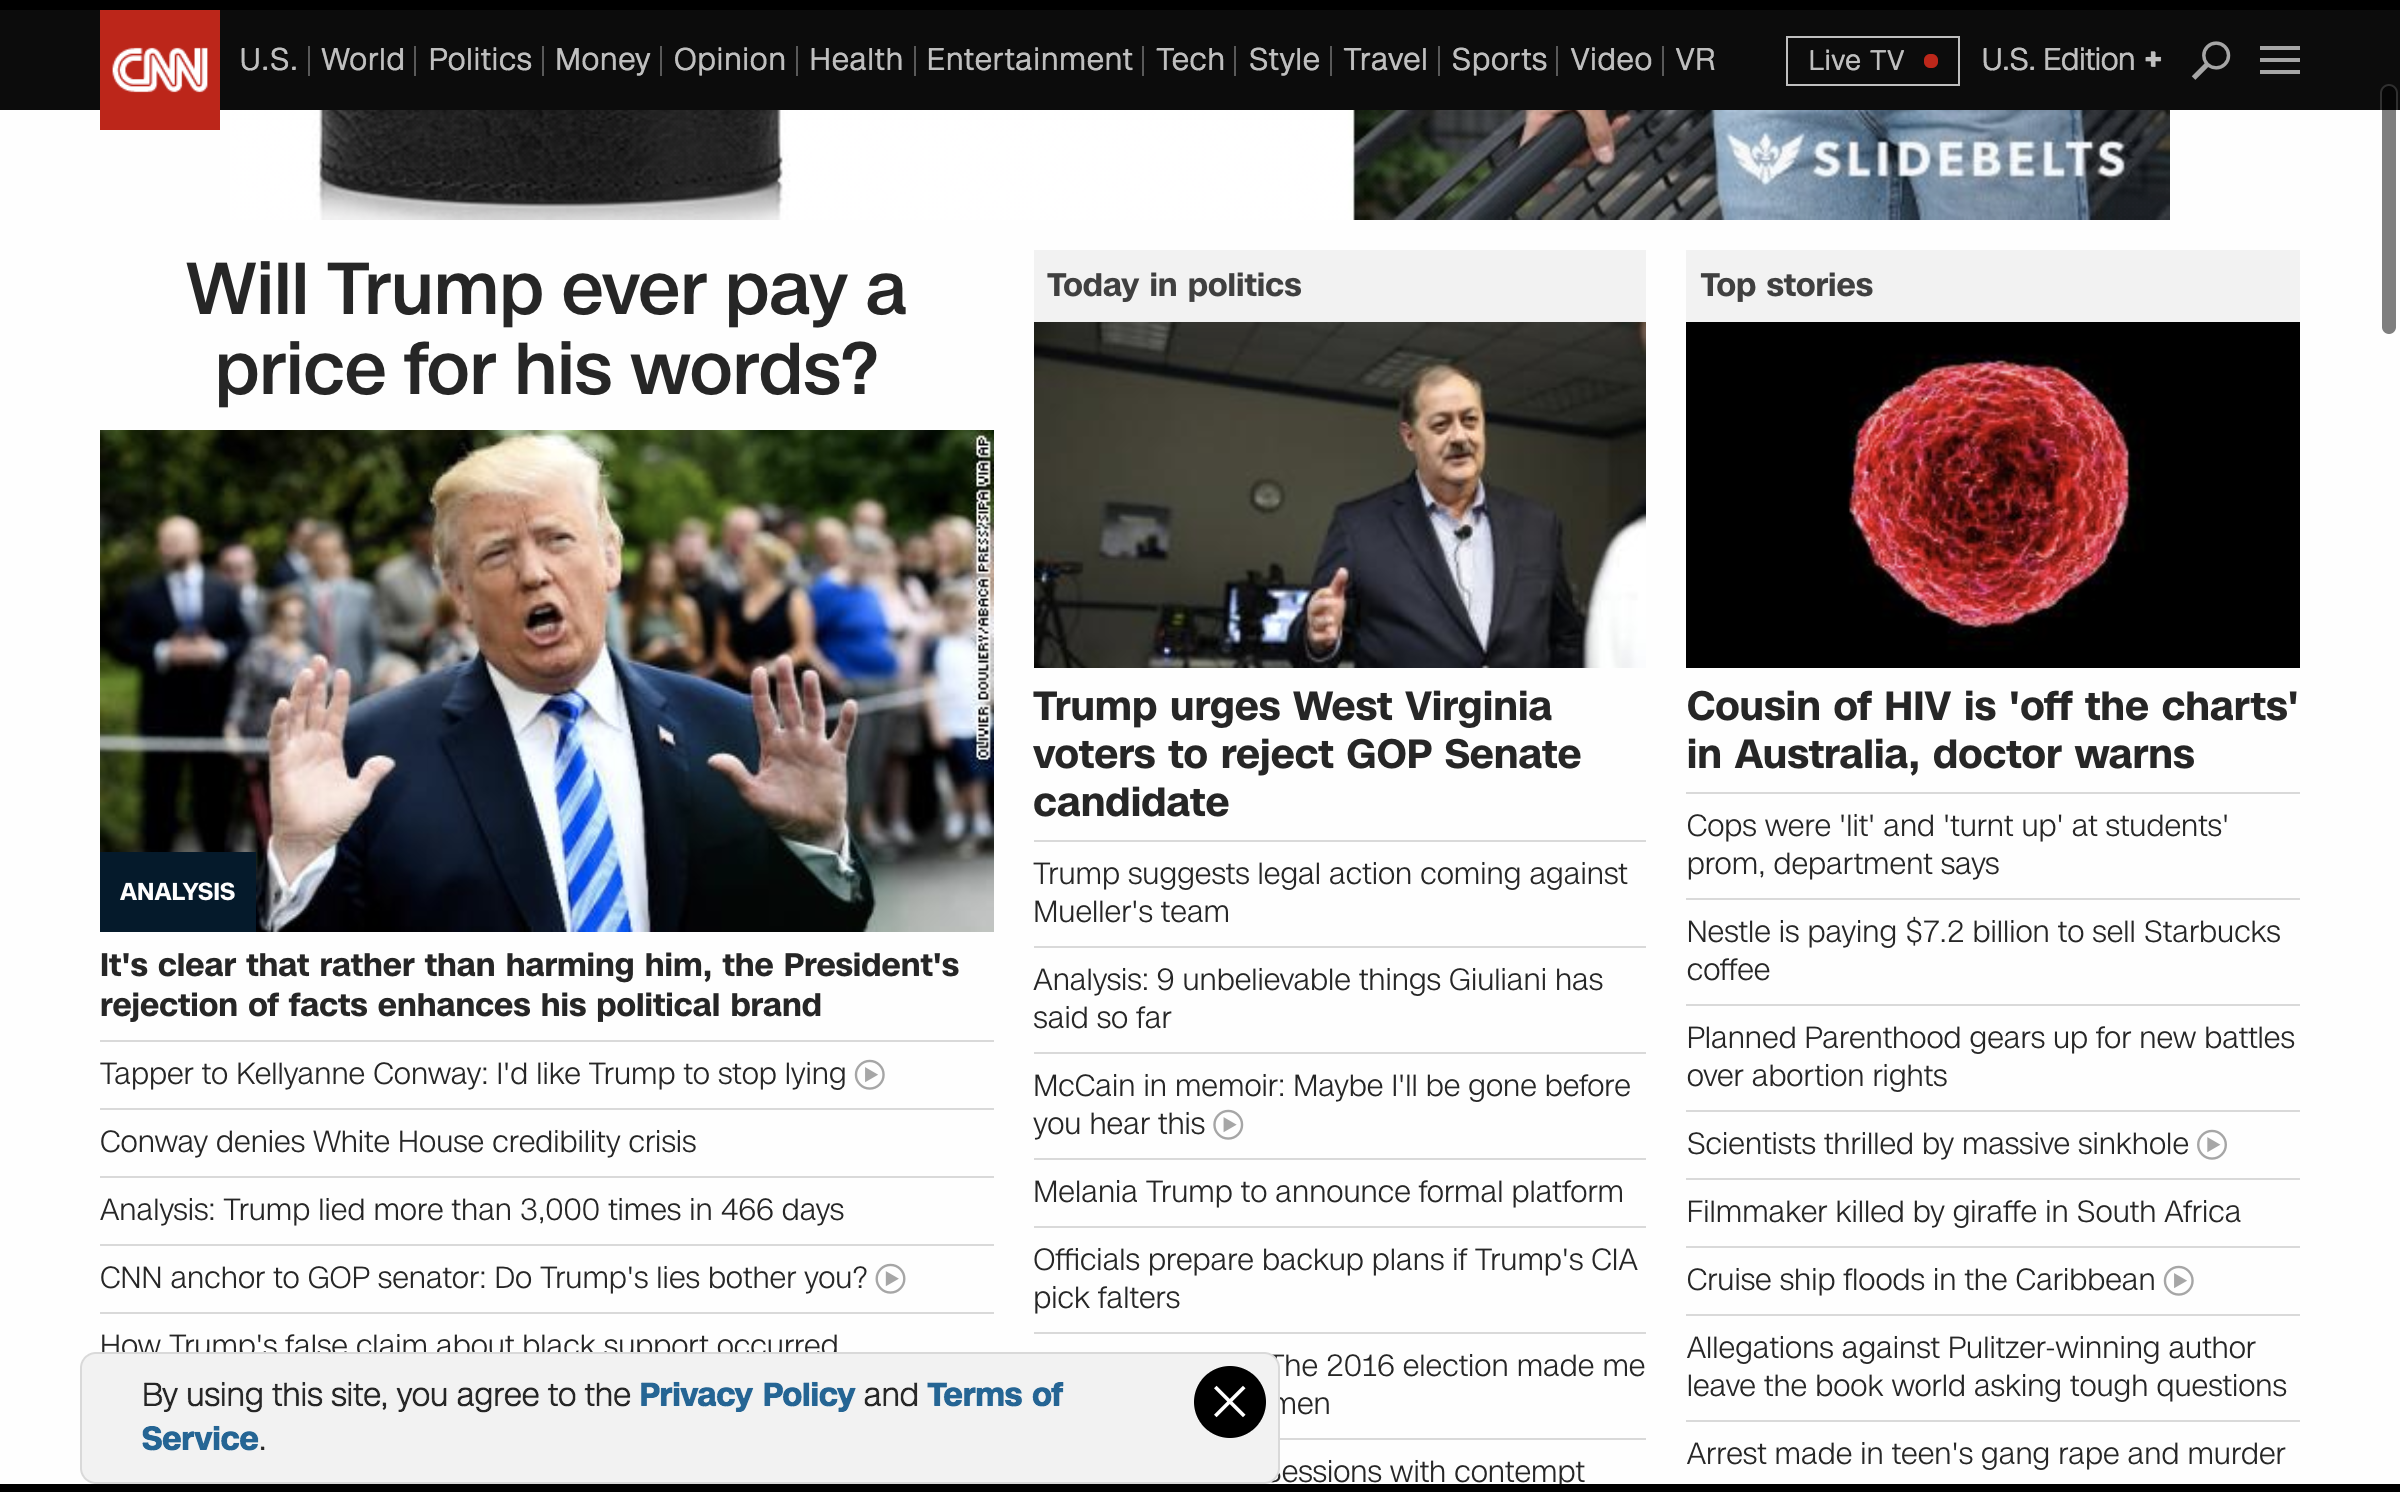 CNN
U.S. World Politics Money Opinion Health Entertainment Tech Style Travel Sports Video VR
Live TV
U.S. Edition +
SLIDEBELTS
Will Trump ever pay a
price for his words?
OLIVIER DOULIERY/ABACA PRESS/SIPA VIA AP
ANALYSIS
It's clear that rather than harming him, the President's
rejection of facts enhances his political brand
Tapper to Kellyanne Conway: I'd like Trump to stop lying
Conway denies White House credibility crisis
Analysis: Trump lied more than 3,000 times in 466 days
CNN anchor to GOP senator: Do Trump's lies bother you?
How Trump's false claim about black support occurred
Today in politics
Trump urges West Virginia
voters to reject GOP Senate
candidate
Trump suggests legal action coming against
Mueller's team
Analysis: 9 unbelievable things Giuliani has
said so far
McCain in memoir: Maybe I'll be gone before
you hear this
Melania Trump to announce formal platform
Officials prepare backup plans if Trump's CIA
pick falters
The 2016 election made me
men
sessions with contempt
Top stories
Cousin of HIV is 'off the charts'
in Australia, doctor warns
Cops were 'lit' and 'turnt up' at students'
prom, department says
Nestle is paying $7.2 billion to sell Starbucks
coffee
Planned Parenthood gears up for new battles
over abortion rights
Scientists thrilled by massive sinkhole
Filmmaker killed by giraffe in South Africa
Cruise ship floods in the Caribbean
Allegations against Pulitzer-winning author
leave the book world asking tough questions
Arrest made in teen's gang rape and murder
By using this site, you agree to the Privacy Policy and Terms of
Service.